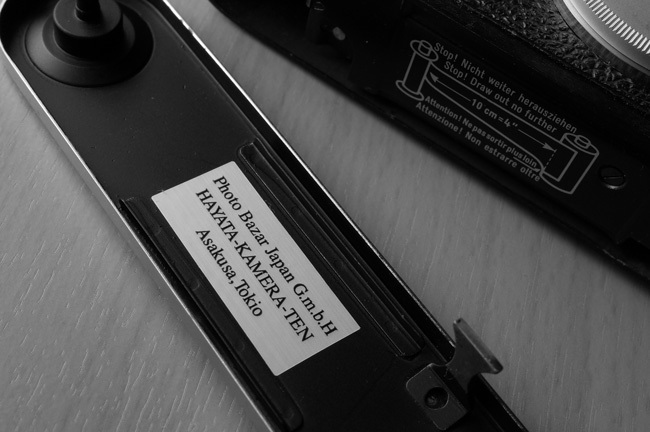 Photo Bazar Japan G.m.b.H
HAYATA-KAMERA-TEN
Asakusa, Tokio
Stop! Nicht weiter herausziehen
Stop! Draw out no further
10 cm = 4"
Attention! Ne pas sortir plus loin
Attenzione! Non estrarre oltre